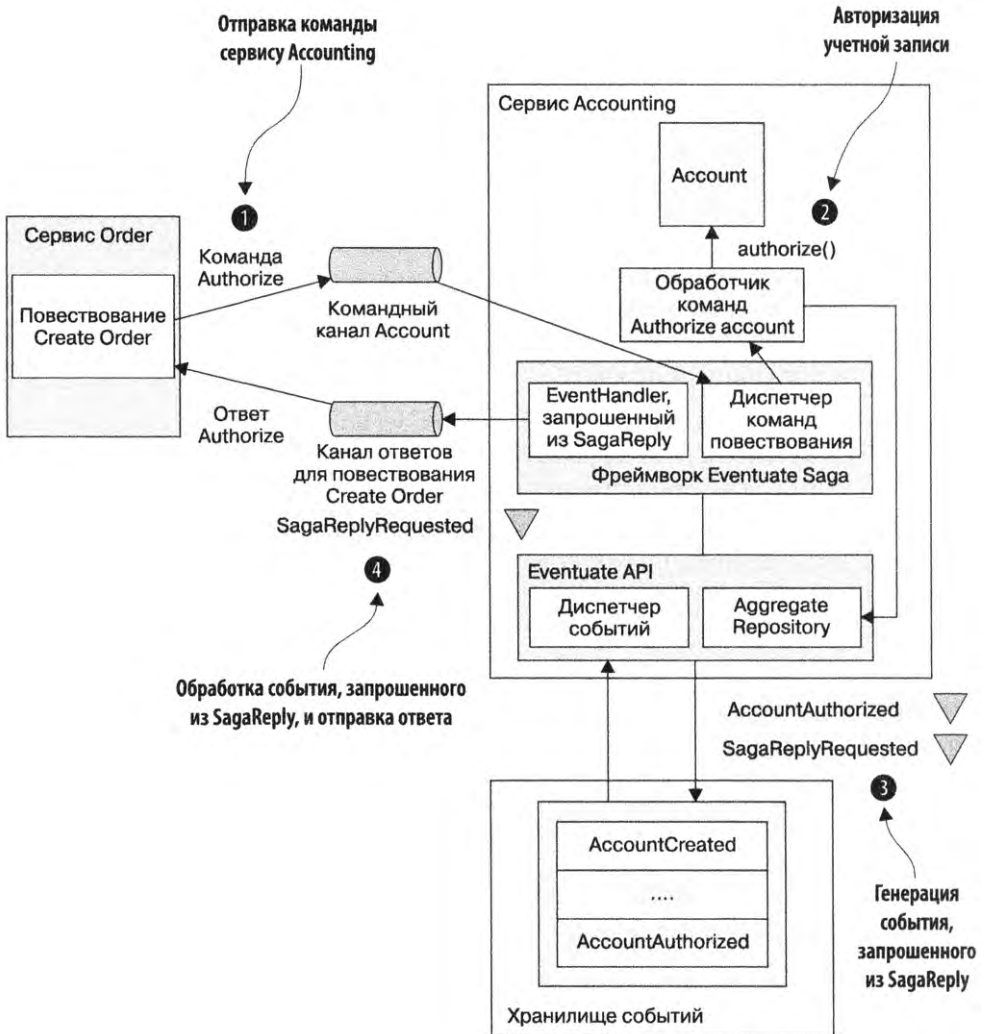 Отправка команды
сервису Accounting
Авторизация
учетной записи
Сервис Accounting
Account
1
2
Сервис Order
Команда
Authorize
authorize()
Повествование
Create Order
Командный
канал Account
Обработчик
команд
Authorize account
EventHandler,
запрошенный
из SagaReply
Диспетчер
команд
повествования
Ответ
Authorize
Канал ответов
для повествования
Create Order
Фреймворк Eventuate Saga
SagaReplyRequested
4
Eventuate API
Диспетчер
событий
Aggregate
Repository
Обработка события, запрошенного
из SagaReply, и отправка ответа
AccountAuthorized
SagaReplyRequested
3
AccountCreated
....
AccountAuthorized
Генерация
события,
запрошенного
из SagaReply
Хранилище событий